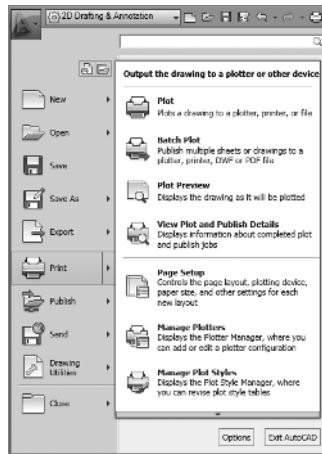 2D Drafting & Annotation
Output the drawing to a plotter or other device
New
Open
Save
Save As
Export
Print
Publish
Send
Drawing
Utilities
Close
Plot
Plots a drawing to a plotter, printer, or file
Batch Plot
Publish multiple sheets or drawings to a
plotter, printer, DWF or PDF file
Plot Preview
Displays the drawing as it will be plotted
View Plot and Publish Details
Displays information about completed plot
and publish jobs
Page Setup
Controls the page layout, plotting device,
paper size, and other settings for each
new layout
Manage Plotters
Displays the Plotter Manager, where you
can add or edit a plotter configuration
Manage Plot Styles
Displays the Plot Style Manager, where
you can revise plot style tables
Options
Exit AutoCAD